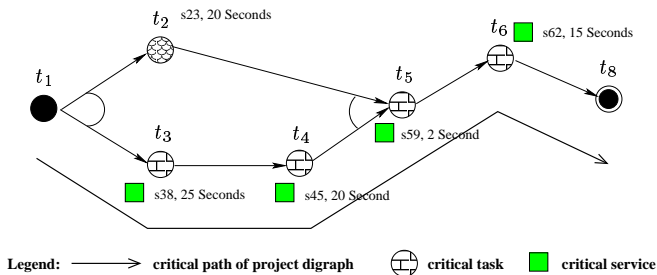 t2 s23, 20 Seconds
t6 s62, 15 Seconds
t1
t5
t8
t3
t4
s59, 2 Second
s38, 25 Seconds
s45, 20 Second
Legend: critical path of project digraph critical task critical service